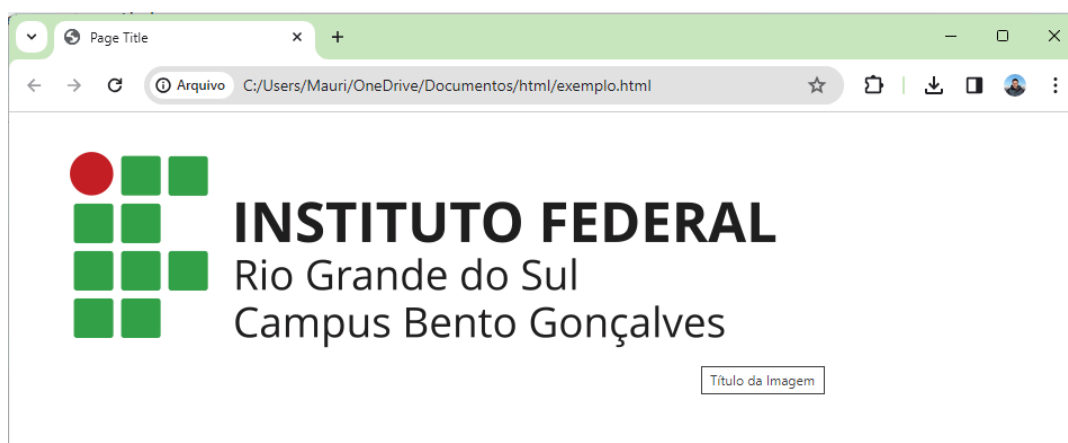 Page Title
Arquivo C:/Users/Mauri/OneDrive/Documentos/html/exemplo.html
INSTITUTO FEDERAL
Rio Grande do Sul
Campus Bento Gonçalves
Título da Imagem